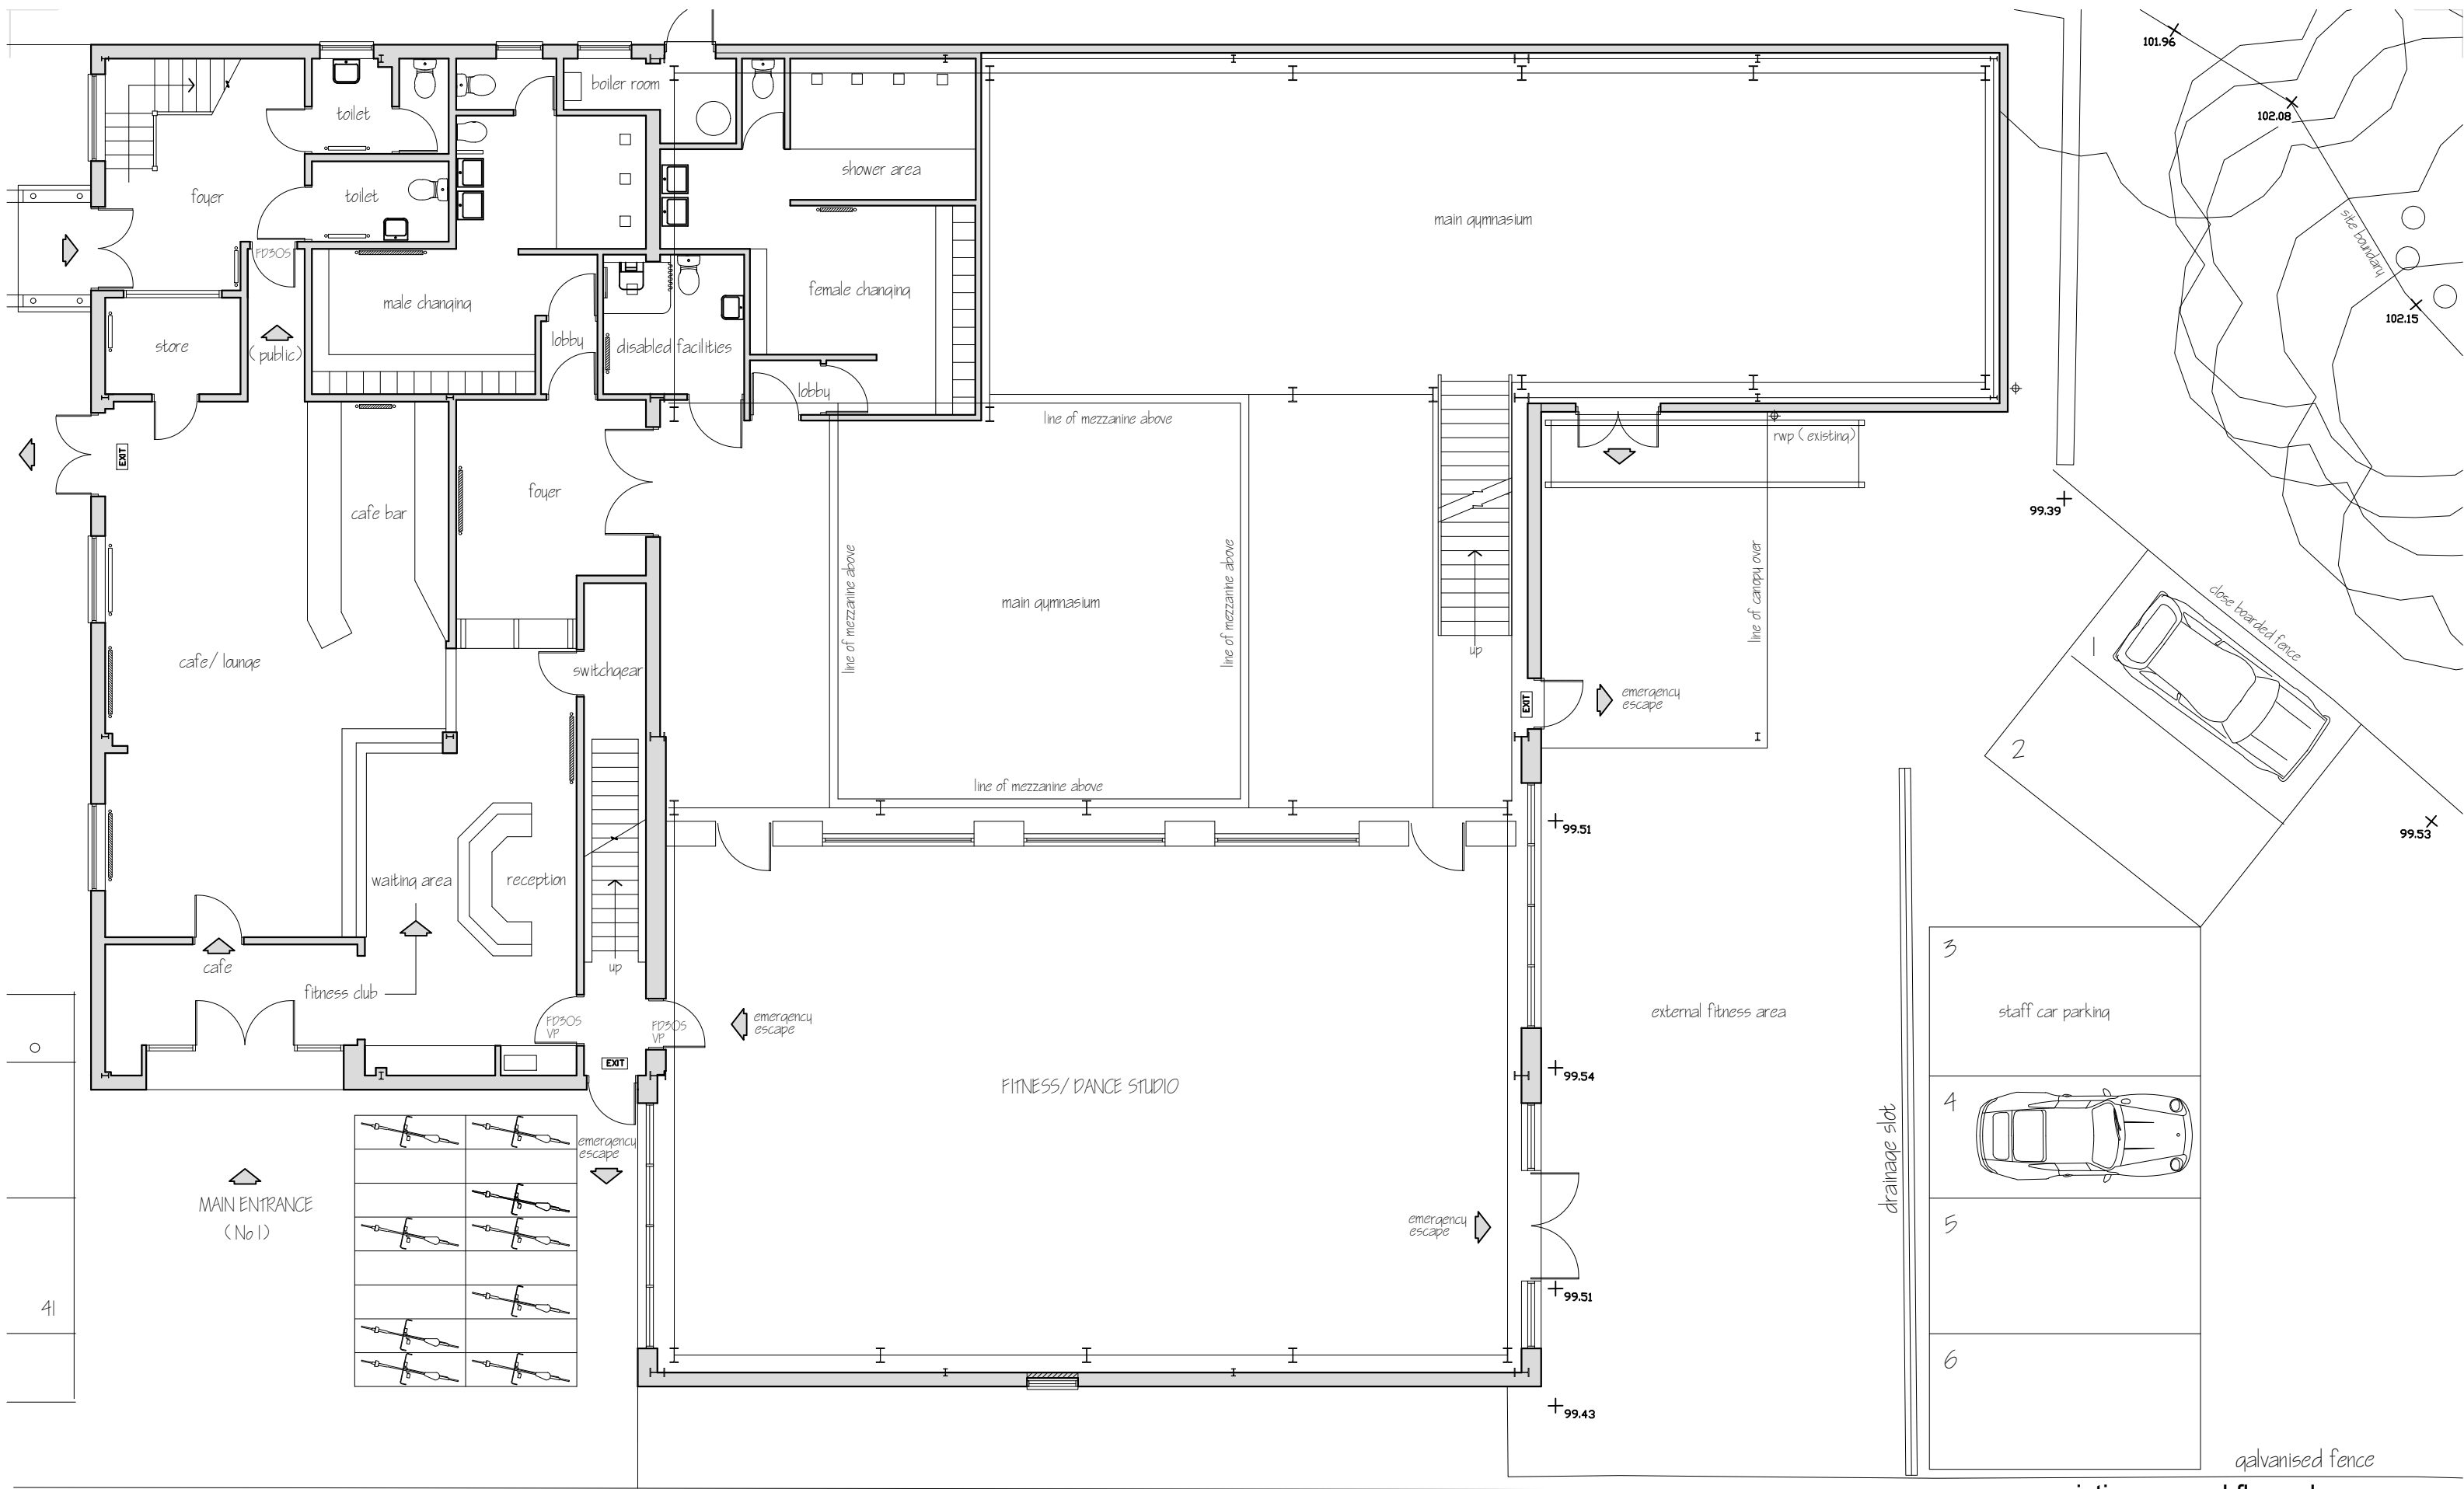 101.96
102.08
boiler room
toilet
shower area
toilet
foyer
main gymnasium
site boundary
FD30S
male changing
female changing
102.15
store
(public)
lobby
disabled facilities
lobby
line of mezzanine above
rwp (existing)
EXIT
foyer
cafe bar
99.39
line of mezzanine above
line of mezzanine above
line of canopy over
main gymnasium
close boarded fence
1
cafe/ lounge
switchgear
up
EXIT
emergency
escape
2
line of mezzanine above
99.51
99.53
waiting area
reception
3
cafe
up
fitness club
FD30S
VP
FD30S
VP
emergency
escape
external fitness area
staff car parking
EXIT
99.54
FITNESS/ DANCE STUDIO
4
drainage slot
emergency
escape
MAIN ENTRANCE
(No 1)
emergency
escape
5
99.51
41
6
99.43
galvanised fence